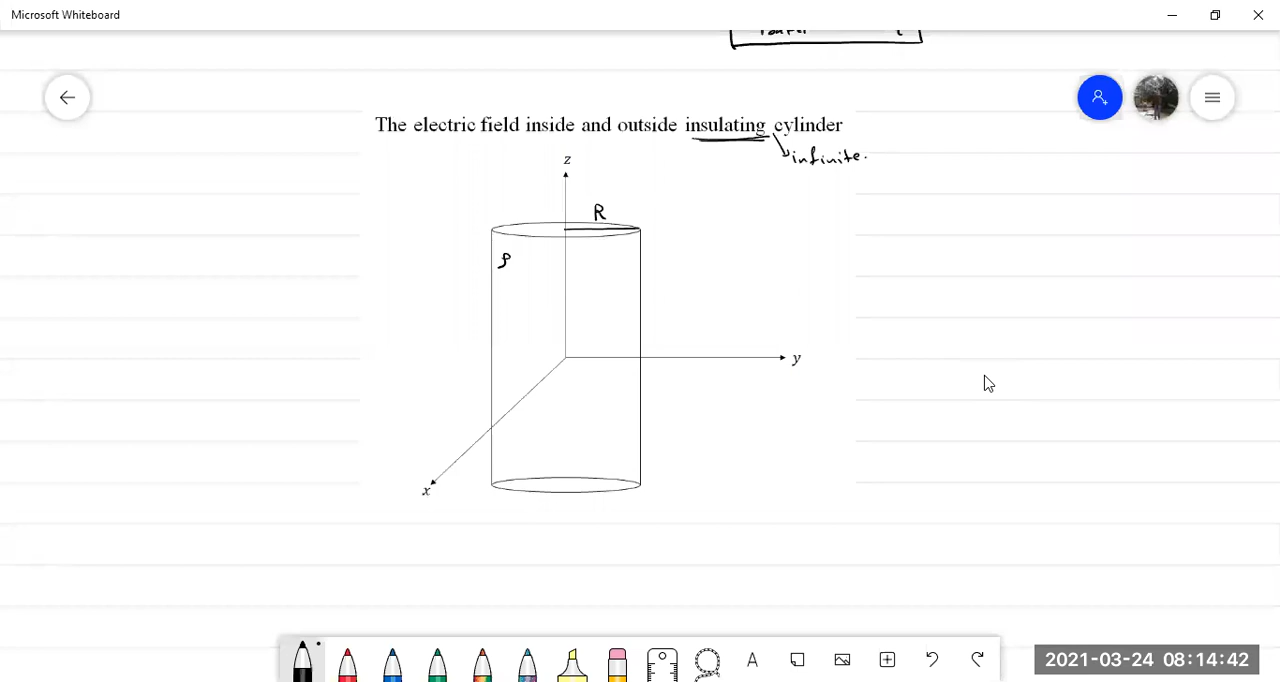 Microsoft Whiteboard
The electric field inside and outside insulating cylinder
infinite.
z
R
ρ
y
x
A
2021-03-24 08:14:42